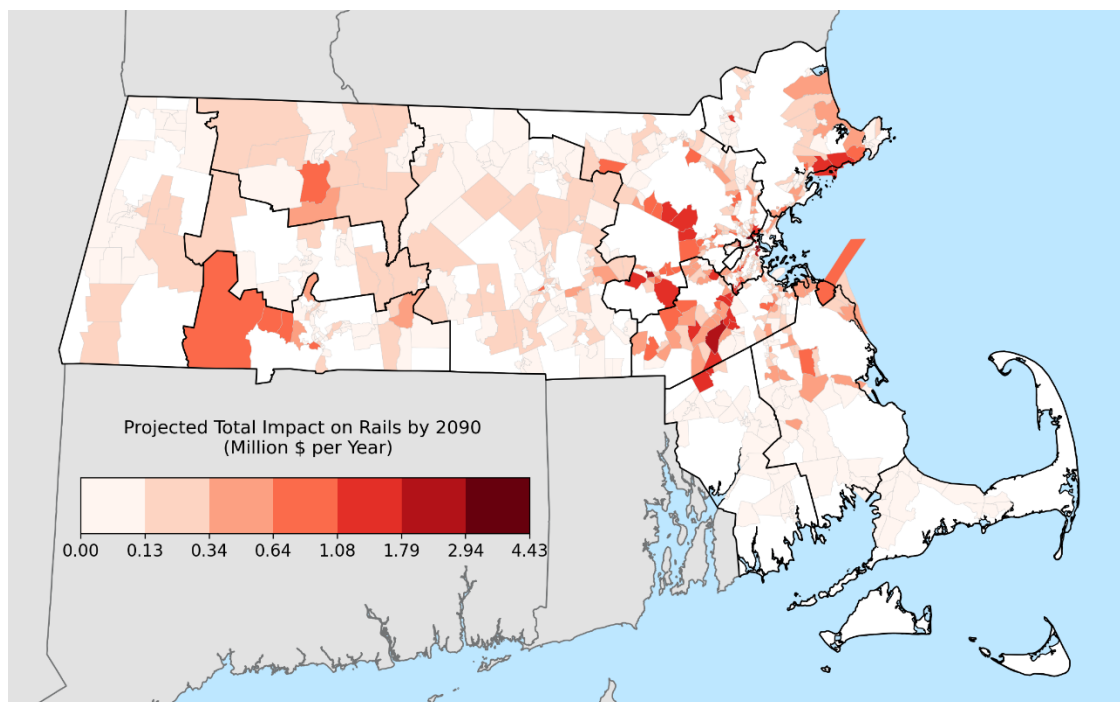 Projected Total Impact on Rails by 2090
(Million $ per Year)
0.00 0.13 0.34 0.64 1.08 1.79 2.94 4.43